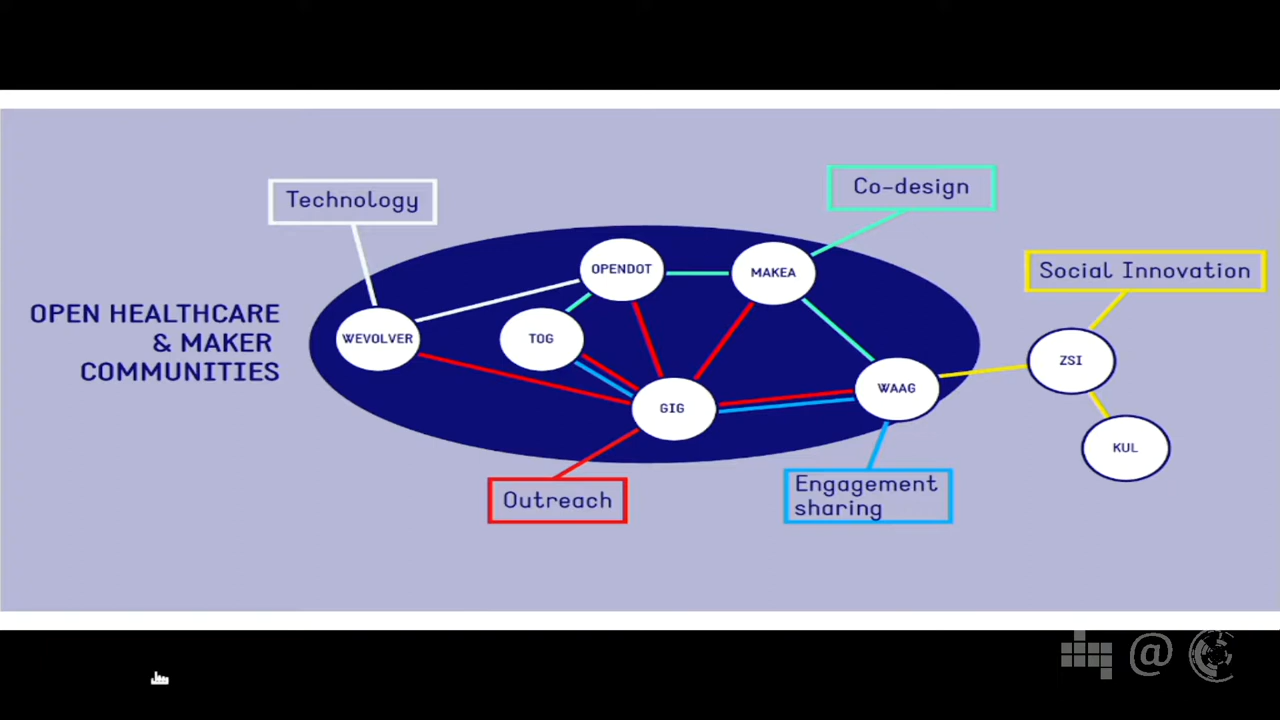 Technology
Co-design
OPEN HEALTHCARE
& MAKER
COMMUNITIES
OPENDOT
MAKEA
Social Innovation
WEVOLVER
TOG
ZSI
GIG
WAAG
KUL
Outreach
Engagement
sharing
@